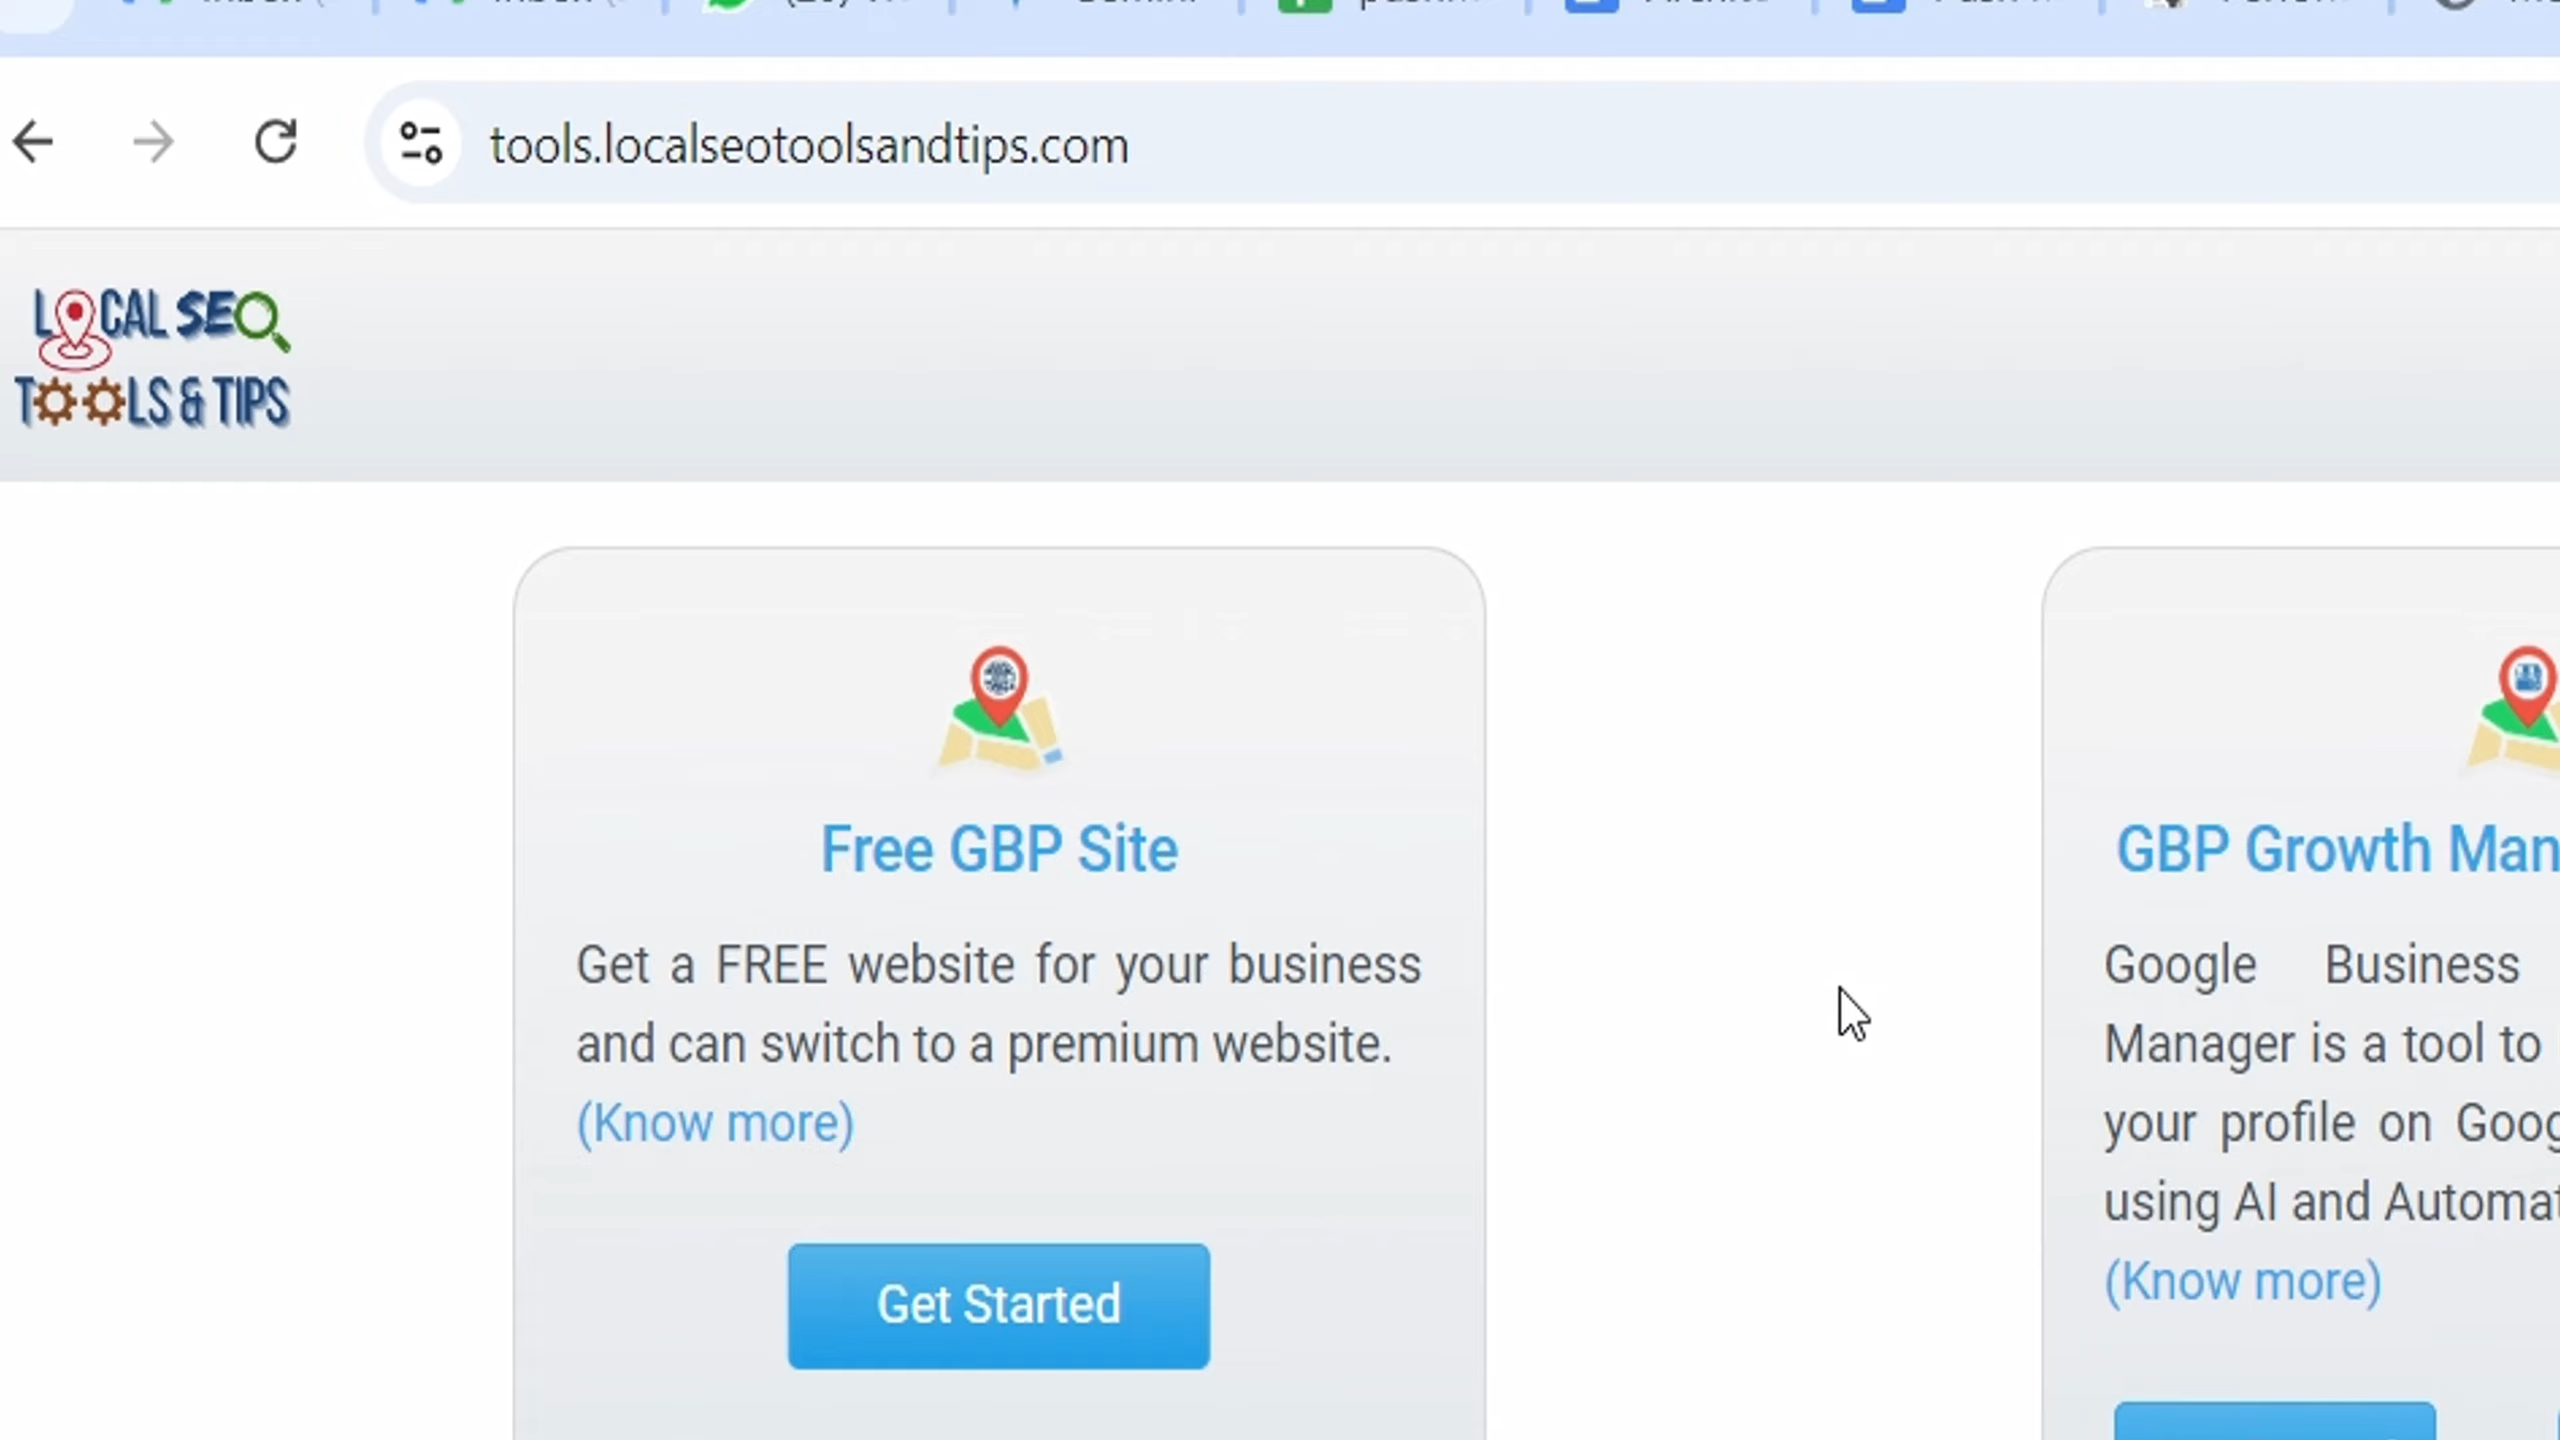 tools.localseotoolsandtips.com
LOCAL SEO
TOOLS & TIPS
Free GBP Site
Get a FREE website for your business
and can switch to a premium website.
(Know more)
Get Started
GBP Growth Man
Google Business
Manager is a tool to
your profile on Goog
using AI and Automat
(Know more)